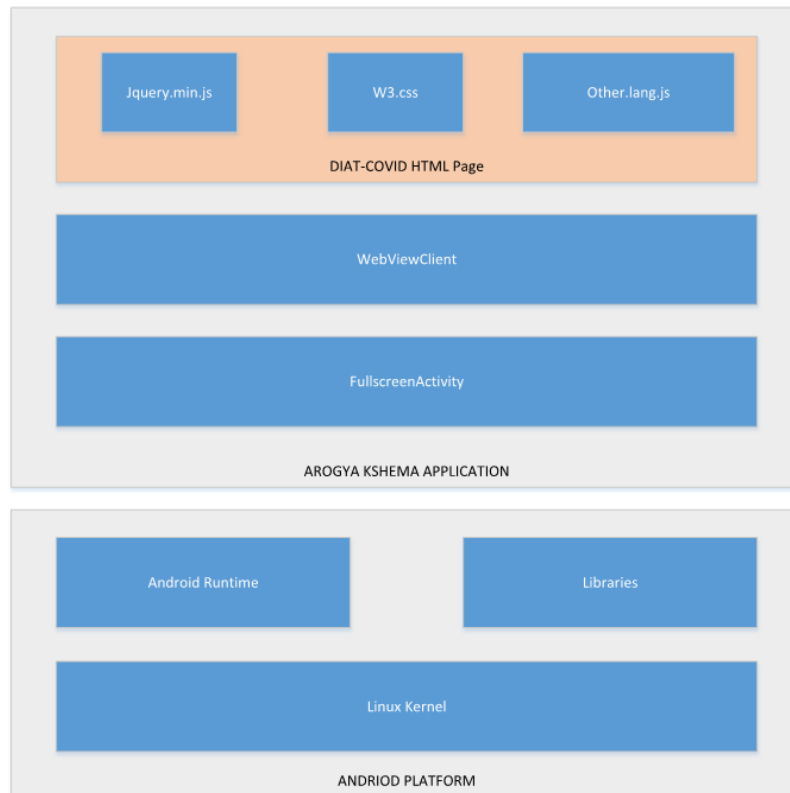 Jquery.min.js
W3.css
Other.lang.js
DIAT-COVID HTML Page
WebViewClient
FullscreenActivity
AROGYA KSHEMA APPLICATION
Android Runtime
Libraries
Linux Kernel
ANDRIOD PLATFORM